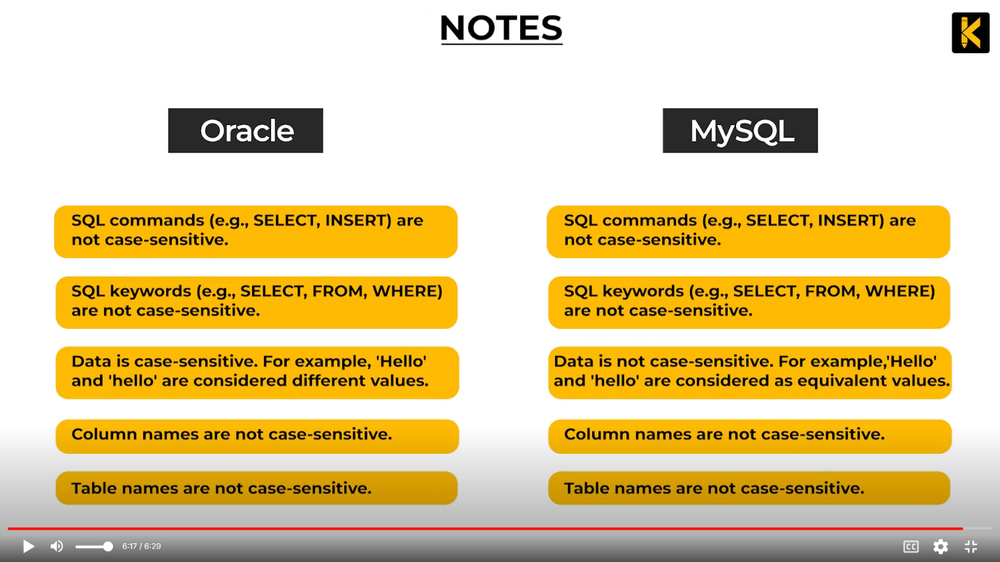 NOTES
Oracle
SQL commands (e.g., SELECT, INSERT) are
not case-sensitive.
SQL keywords (e.g., SELECT, FROM, WHERE)
are not case-sensitive.
Data is case-sensitive. For example, 'Hello'
and 'hello' are considered different values.
Column names are not case-sensitive.
Table names are not case-sensitive.
MySQL
SQL commands (e.g., SELECT, INSERT) are
not case-sensitive.
SQL keywords (e.g., SELECT, FROM, WHERE)
are not case-sensitive.
Data is not case-sensitive. For example,'Hello'
and 'hello' are considered as equivalent values.
Column names are not case-sensitive.
Table names are not case-sensitive.
6:17 / 6:29
CC
K